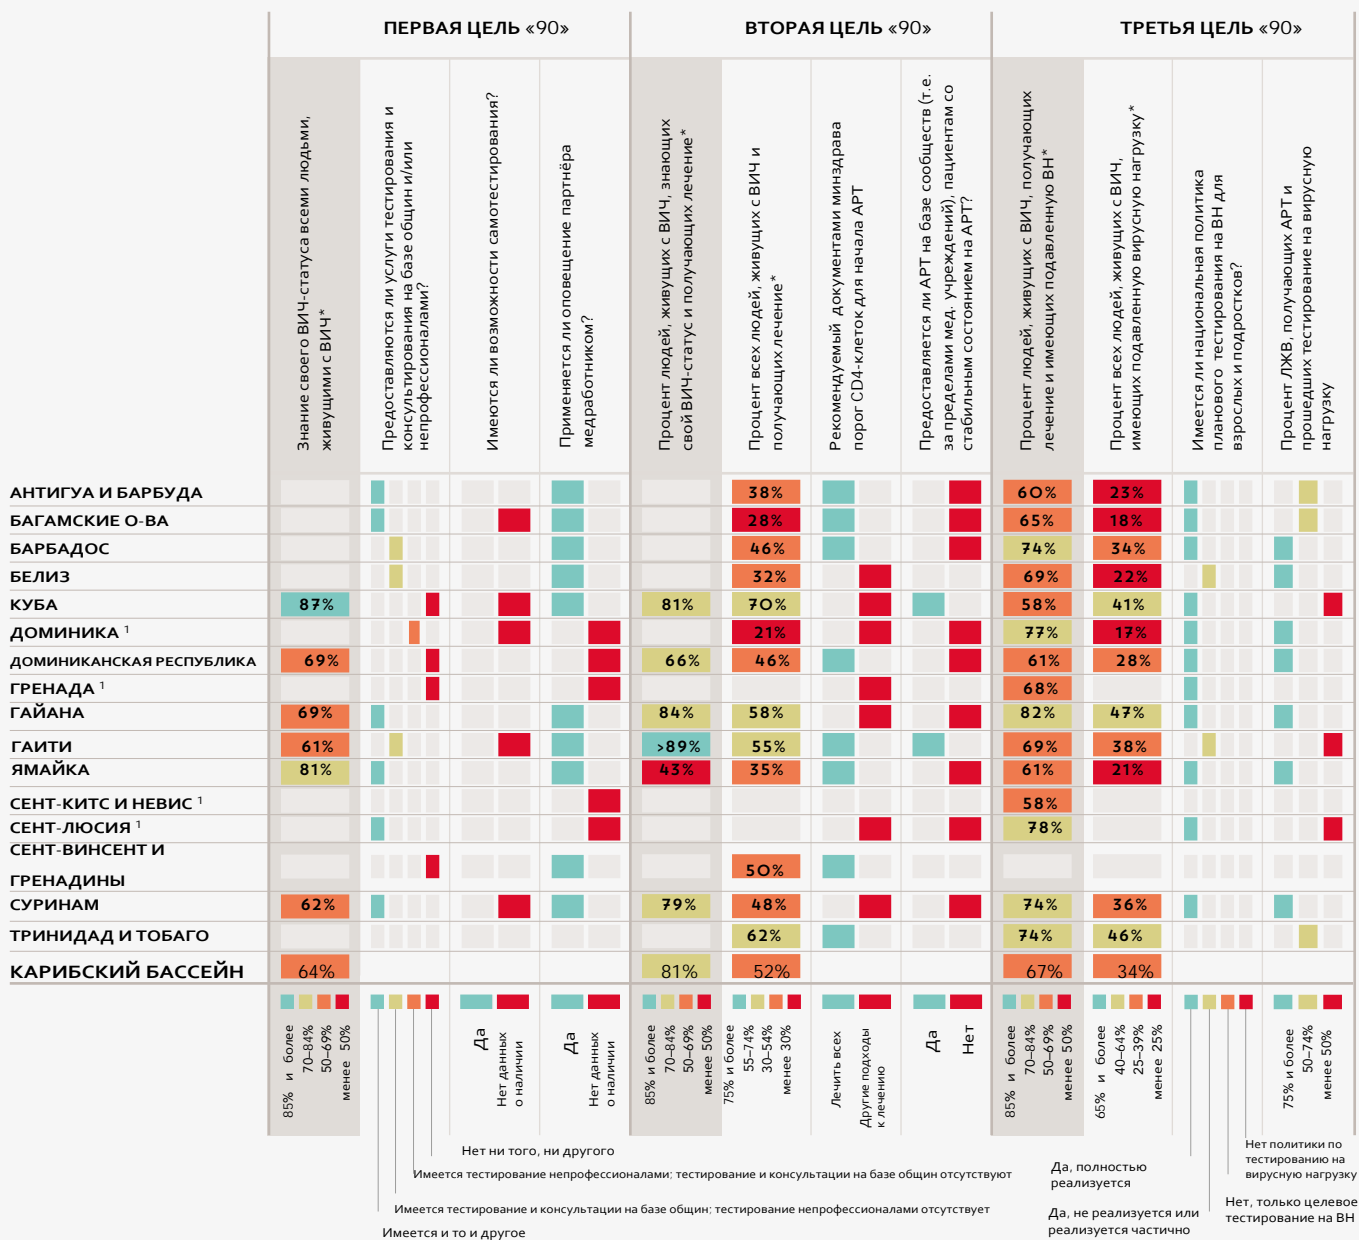 ПЕРВАЯ ЦЕЛЬ «90»
ВТОРАЯ ЦЕЛЬ «90»
ТРЕТЬЯ ЦЕЛЬ «90»
Знание своего ВИЧ-статуса всеми людьми,
живущими с ВИЧ*
Предоставляются ли услуги тестирования и
консультирования на базе общин и/или
непрофессионалами?
Имеются ли возможности самотестирования?
Применяется ли оповещение партнёра
медработником?
Процент людей, живущих с ВИЧ, знающих
свой ВИЧ-статус и получающих лечение*
Процент всех людей, живущих с ВИЧ и
получающих лечение*
Рекомендуемый документами минздрава
порог CD4-клеток для начала АРТ
Предоставляется ли АРТ на базе сообществ (т.е.
за пределами мед. учреждений), пациентам со
стабильным состоянием на АРТ?
Процент людей, живущих с ВИЧ, получающих
лечение и имеющих подавленную ВН*
Процент всех людей, живущих с ВИЧ,
имеющих подавленную вирусную нагрузку*
Имеется ли национальная политика
планового тестирования на ВН для
взрослых и подростков?
Процент ЛЖВ, получающих АРТ и
прошедших тестирование на вирусную
нагрузку
АНТИГУА И БАРБУДА 38% 60% 23%
БАГАМСКИЕ О-ВА 28% 65% 18%
БАРБАДОС 46% 74% 34%
БЕЛИЗ 32% 69% 22%
КУБА 87% 81% 70% 58% 41%
ДОМИНИКА 1 21% 77% 17%
ДОМИНИКАНСКАЯ РЕСПУБЛИКА 69% 66% 46% 61% 28%
ГРЕНАДА 1 68%
ГАЙАНА 69% 84% 58% 82% 47%
ГАИТИ 61% >89% 55% 69% 38%
ЯМАЙКА 81% 43% 35% 61% 21%
СЕНТ-КИТС И НЕВИС 1 58%
СЕНТ-ЛЮСИЯ 1 78%
СЕНТ-ВИНСЕНТ И
ГРЕНАДИНЫ 50%
СУРИНАМ 62% 79% 48% 74% 36%
ТРИНИДАД И ТОБАГО 62% 74% 46%
КАРИБСКИЙ БАССЕЙН 64% 81% 52% 67% 34%
85% и более
70–84%
50–69%
менее 50%
Да
Нет данных
о наличии
Да
Нет данных
о наличии
85% и более
70–84%
50–69%
менее 50%
75% и более
55–74%
30–54%
менее 30%
Лечить всех
Другие подходы
к лечению
Да
Нет
85% и более
70–84%
50–69%
менее 50%
65% и более
40–64%
25–39%
менее 25%
75% и более
50–74%
менее 50%
Нет ни того, ни другого
Имеется тестирование непрофессионалами; тестирование и консультации на базе общин отсутствуют
Имеется тестирование и консультации на базе общин; тестирование непрофессионалами отсутствует
Имеется и то и другое
Да, полностью
реализуется
Да, не реализуется или
реализуется частично
Нет политики по
тестированию на
вирусную нагрузку
Нет, только целевое
тестирование на ВН